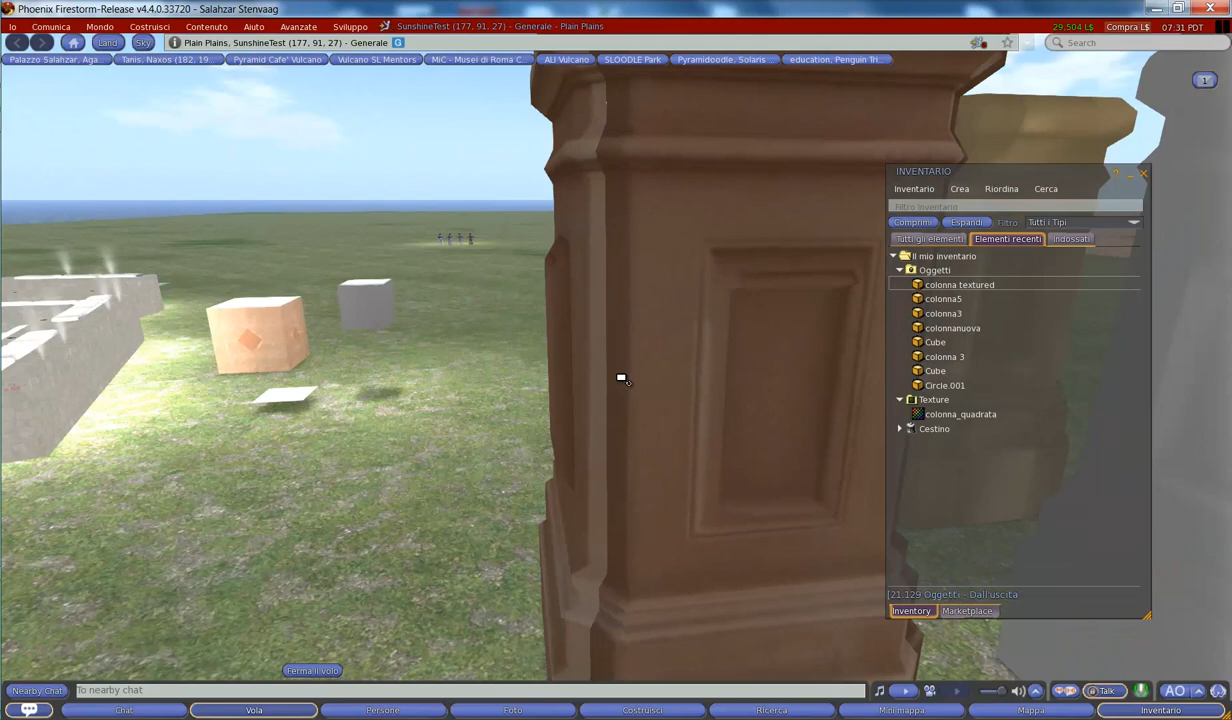 Phoenix Firestorm-Release v4.4.0.33720 - Salahzar Stenvaag
Io Comunica Mondo Costruisci Contenuto Aiuto Avanzate Sviluppo SunshineTest (177, 91, 27) - Generale - Plain Plains 29,504 L$ Compra L$ 07:31 PDT
Land Sky Plain Plains, SunshineTest (177, 91, 27) - Generale G Search
Palazzo Salahzar, Aga... Tanis, Naxos (182, 19... Pyramid Cafe' Vulcano Vulcano SL Mentors MiC - Musei di Roma C... ALI Vulcano SLOODLE Park Pyramidoodle, Solaris ... education, Penguin Tri...
1
INVENTARIO ?
Inventario Crea Riordina Cerca
Filtro Inventario
Comprimi Espandi Filtro Tutti i Tipi
Tutti gli elementi Elementi recenti Indossati
Il mio inventario
Oggetti
colonna textured
colonna5
colonna3
colonnanuova
Cube
colonna 3
Cube
Circle.001
Texture
colonna_quadrata
Cestino
[21.129 Oggetti - Dall'uscita
Inventory Marketplace
Ferma il volo
Nearby Chat To nearby chat Talk AO
Chat Vola Persone Foto Costruisci Ricerca Mini mappa Mappa Inventario